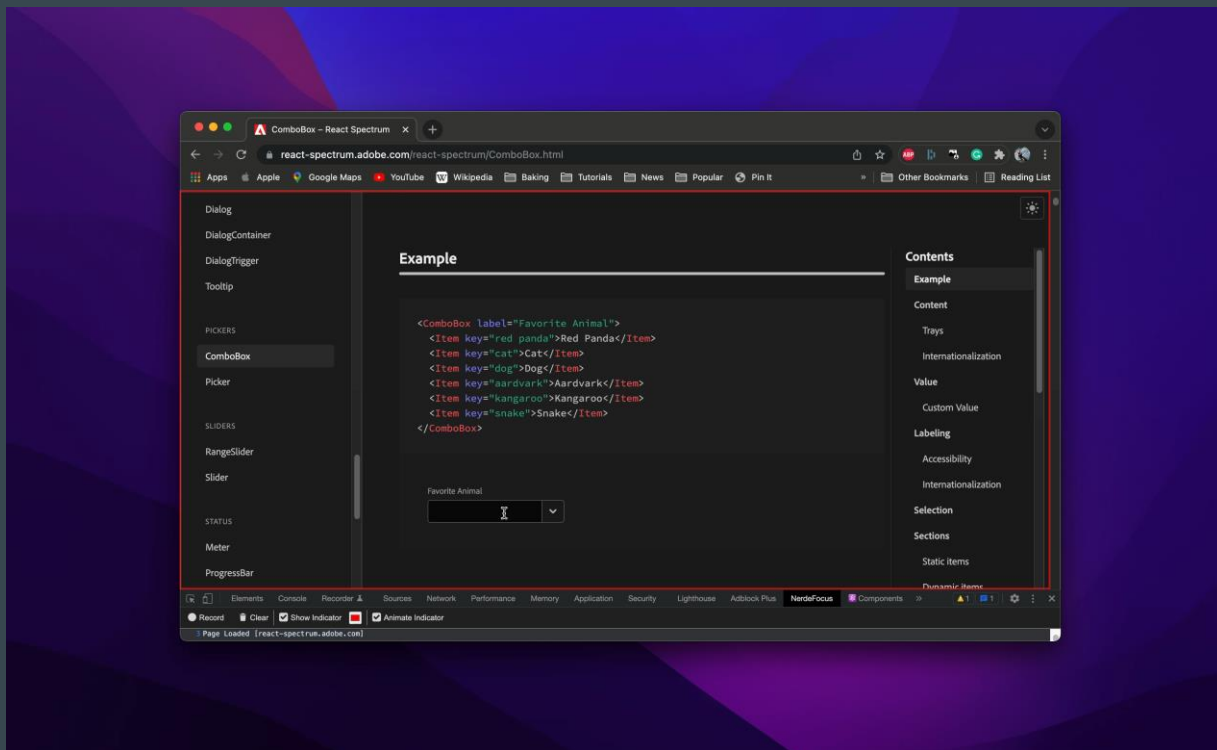 ComboBox – React Spectrum
react-spectrum.adobe.com/react-spectrum/ComboBox.html
ABP
Apps Apple Google Maps YouTube W Wikipedia Baking Tutorials News Popular Pin It » Other Bookmarks Reading List
Dialog
DialogContainer
DialogTrigger
Tooltip
PICKERS
ComboBox
Picker
SLIDERS
RangeSlider
Slider
STATUS
Meter
ProgressBar
Example
<ComboBox label="Favorite Animal">
<Item key="red panda">Red Panda</Item>
<Item key="cat">Cat</Item>
<Item key="dog">Dog</Item>
<Item key="aardvark">Aardvark</Item>
<Item key="kangaroo">Kangaroo</Item>
<Item key="snake">Snake</Item>
</ComboBox>
Favorite Animal
Contents
Example
Content
Trays
Internationalization
Value
Custom Value
Labeling
Accessibility
Internationalization
Selection
Sections
Static items
Dynamic items
Elements Console Recorder Sources Network Performance Memory Application Security Lighthouse Adblock Plus NerdeFocus Components » 1 1
Record Clear Show Indicator Animate Indicator
Page Loaded [react-spectrum.adobe.com]